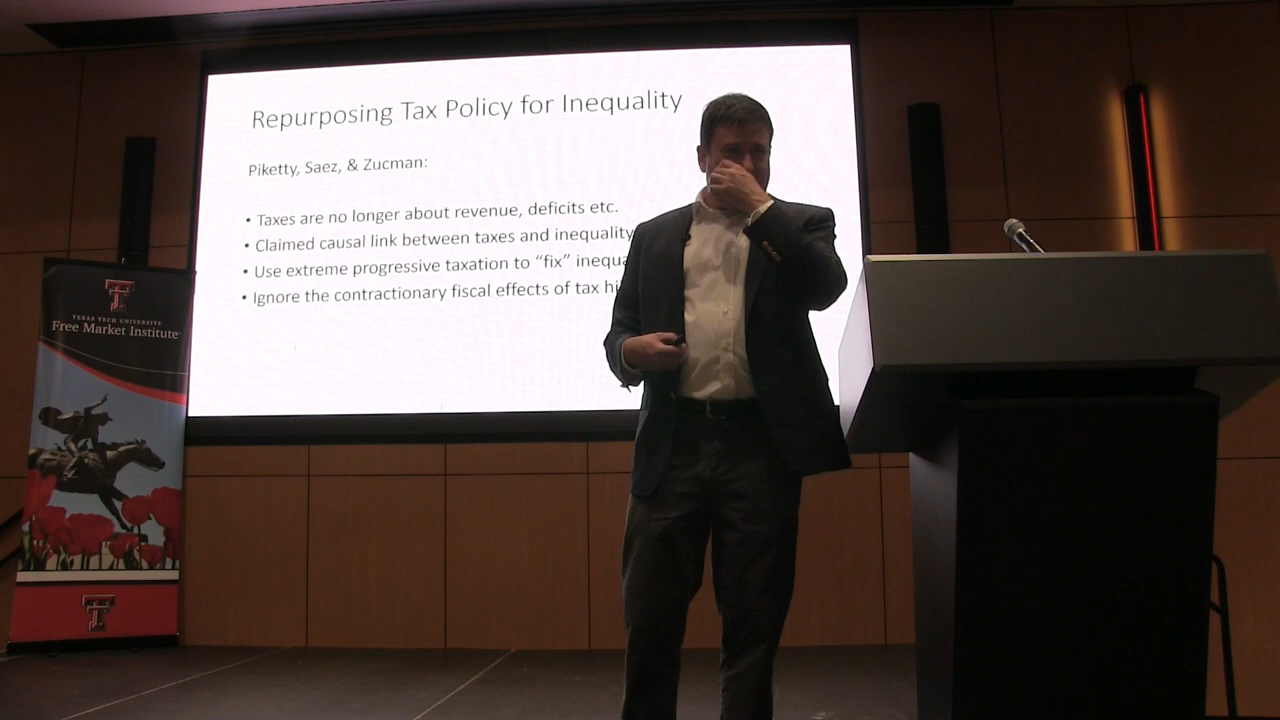 Repurposing Tax Policy for Inequality
Piketty, Saez, & Zucman:
• Taxes are no longer about revenue, deficits etc.
• Claimed causal link between taxes and inequality
• Use extreme progressive taxation to “fix” inequa
• Ignore the contractionary fiscal effects of tax hi
TEXAS TECH UNIVERSITY
Free Market Institute